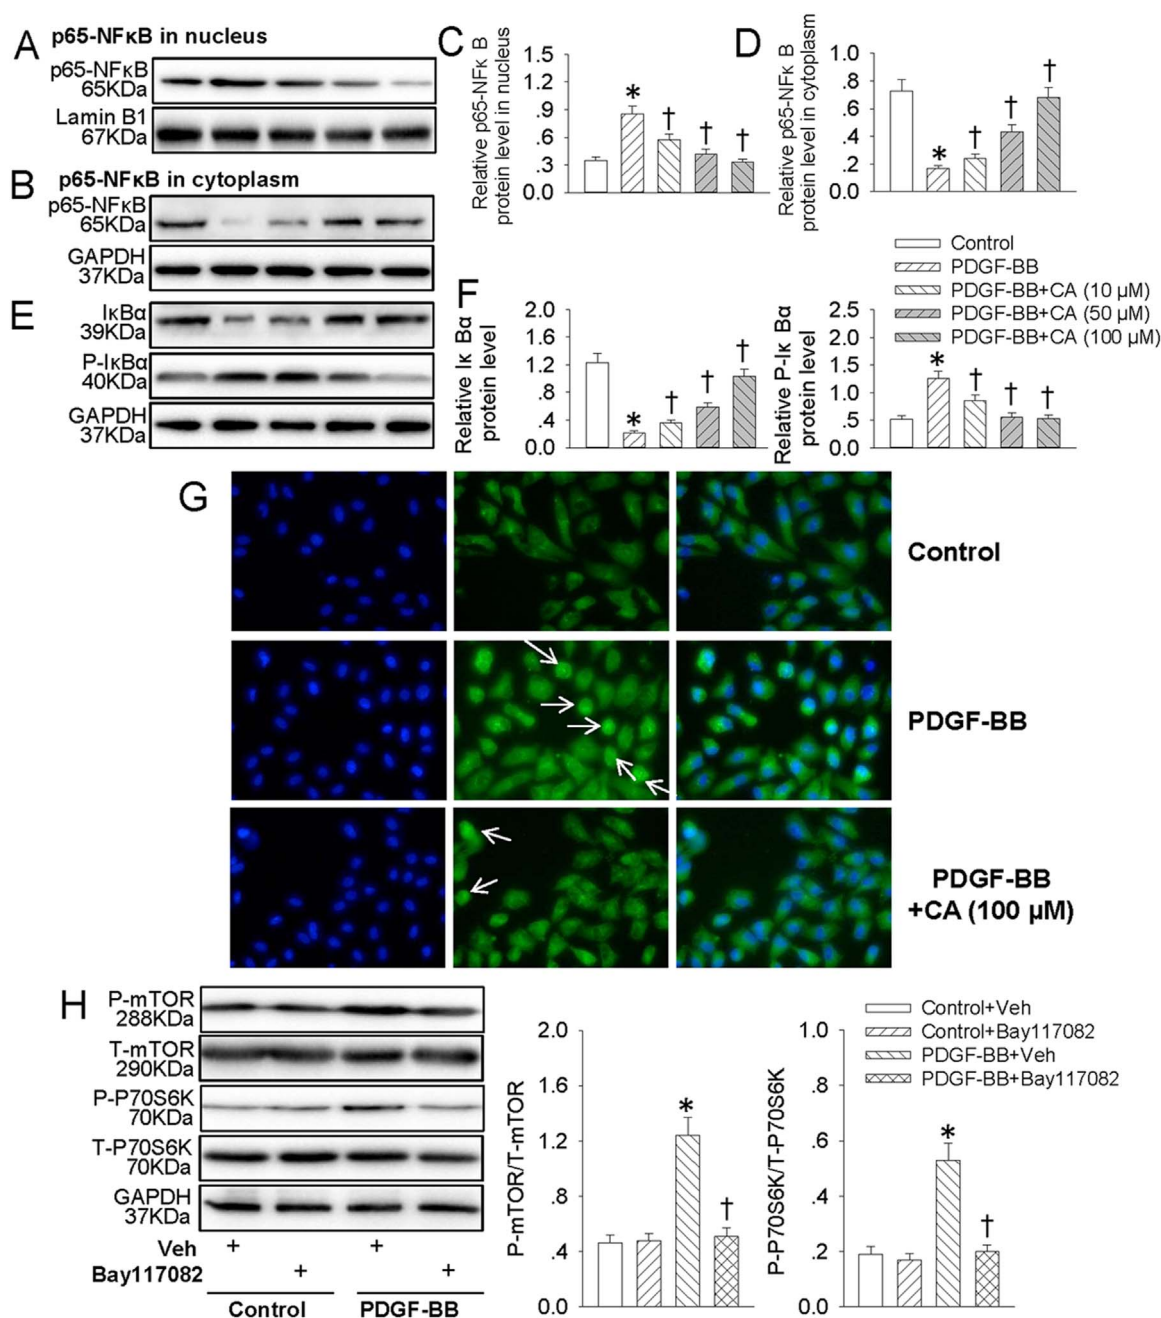 A p65-NFκB in nucleus
p65-NFκB
65KDa
Lamin B1
67KDa
B p65-NFκB in cytoplasm
p65-NFκB
65KDa
GAPDH
37KDa
E
IκBα
39KDa
P-IκBα
40KDa
GAPDH
37KDa
C
Relative p65-NFκ B
protein level in nucleus
1.5
1.2
.9
.6
.3
0.0
*
†
†
†
D
Relative p65-NFκ B
protein level in cytoplasm
1.0
.8
.6
.4
.2
.0
*
†
†
†
Control
PDGF-BB
PDGF-BB+CA (10 μM)
PDGF-BB+CA (50 μM)
PDGF-BB+CA (100 μM)
F
Relative Iκ Bα
protein level
2.0
1.6
1.2
.8
.4
0.0
*
†
†
†
Relative P-Iκ Bα
protein level
2.5
2.0
1.5
1.0
0.5
0.0
*
†
†
†
G
Control
PDGF-BB
PDGF-BB
+CA (100 μM)
H
P-mTOR
288KDa
T-mTOR
290KDa
P-P70S6K
70KDa
T-P70S6K
70KDa
GAPDH
37KDa
Veh + +
Bay117082 + +
Control PDGF-BB
P-mTOR/T-mTOR
2.0
1.6
1.2
.8
.4
0.0
*
†
P-P70S6K/T-P70S6K
1.0
.8
.6
.4
.2
.0
*
†
Control+Veh
Control+Bay117082
PDGF-BB+Veh
PDGF-BB+Bay117082